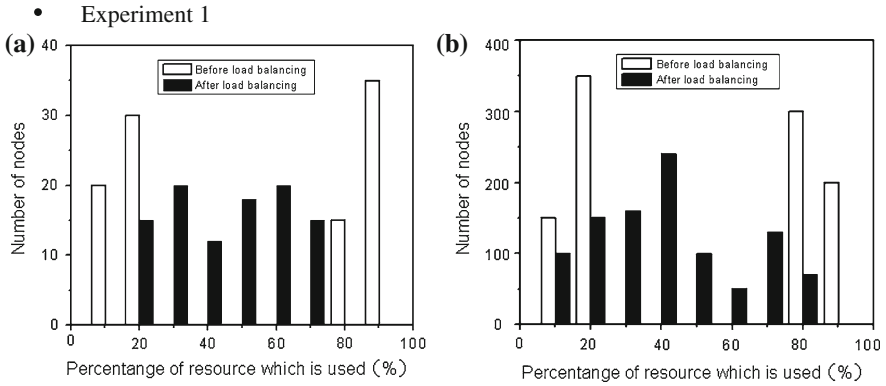 • Experiment 1
(a)
40
30
20
10
0
Number of nodes
Before load balancing
After load balancing
0 20 40 60 80 100
Percentange of resource which is used (%)
(b)
400
300
200
100
0
Number of nodes
Before load balancing
After load balancing
0 20 40 60 80 100
Percentange of resource which is used (%)